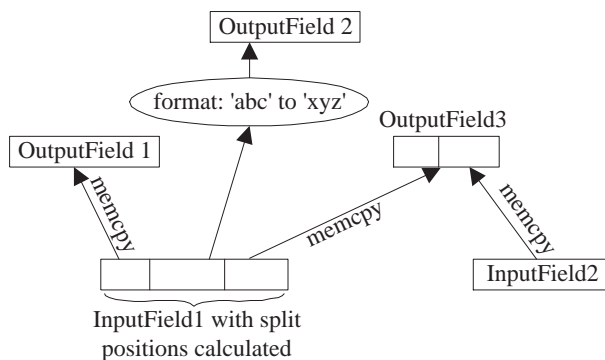 OutputField 2
format: 'abc' to 'xyz'
OutputField3
OutputField 1
memcpy
memcpy
memcpy
InputField2
InputField1 with split
positions calculated